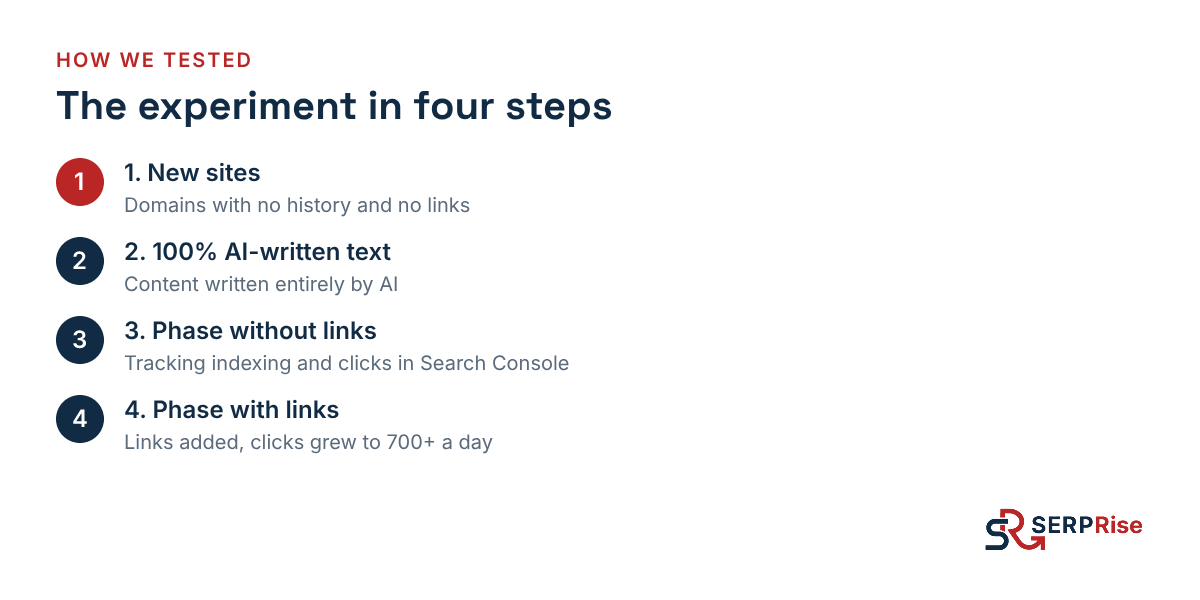 HOW WE TESTED
The experiment in four steps
1
1. New sites
Domains with no history and no links
2
2. 100% AI-written text
Content written entirely by AI
3
3. Phase without links
Tracking indexing and clicks in Search Console
4
4. Phase with links
Links added, clicks grew to 700+ a day
SR SERPRise